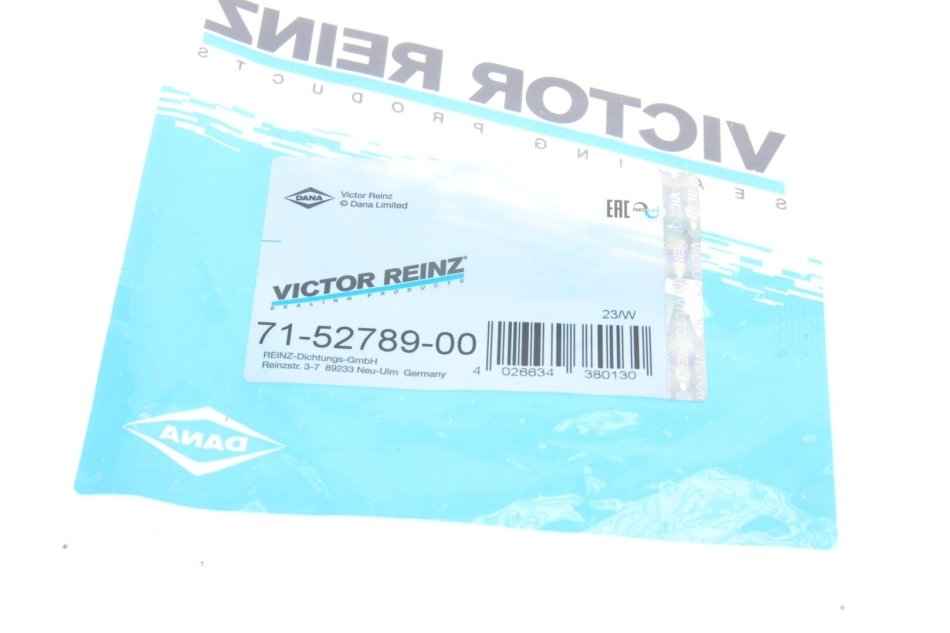 VICTOR REINZ
SEALING PRODUCTS
DANA
Victor Reinz
© Dana Limited
EAC
VICTOR REINZ®
SEALING PRODUCTS
23/W
71-52789-00
REINZ-Dichtungs-GmbH
Reinzstr. 3-7 89233 Neu-Ulm Germany
4 026634 380130
DANA